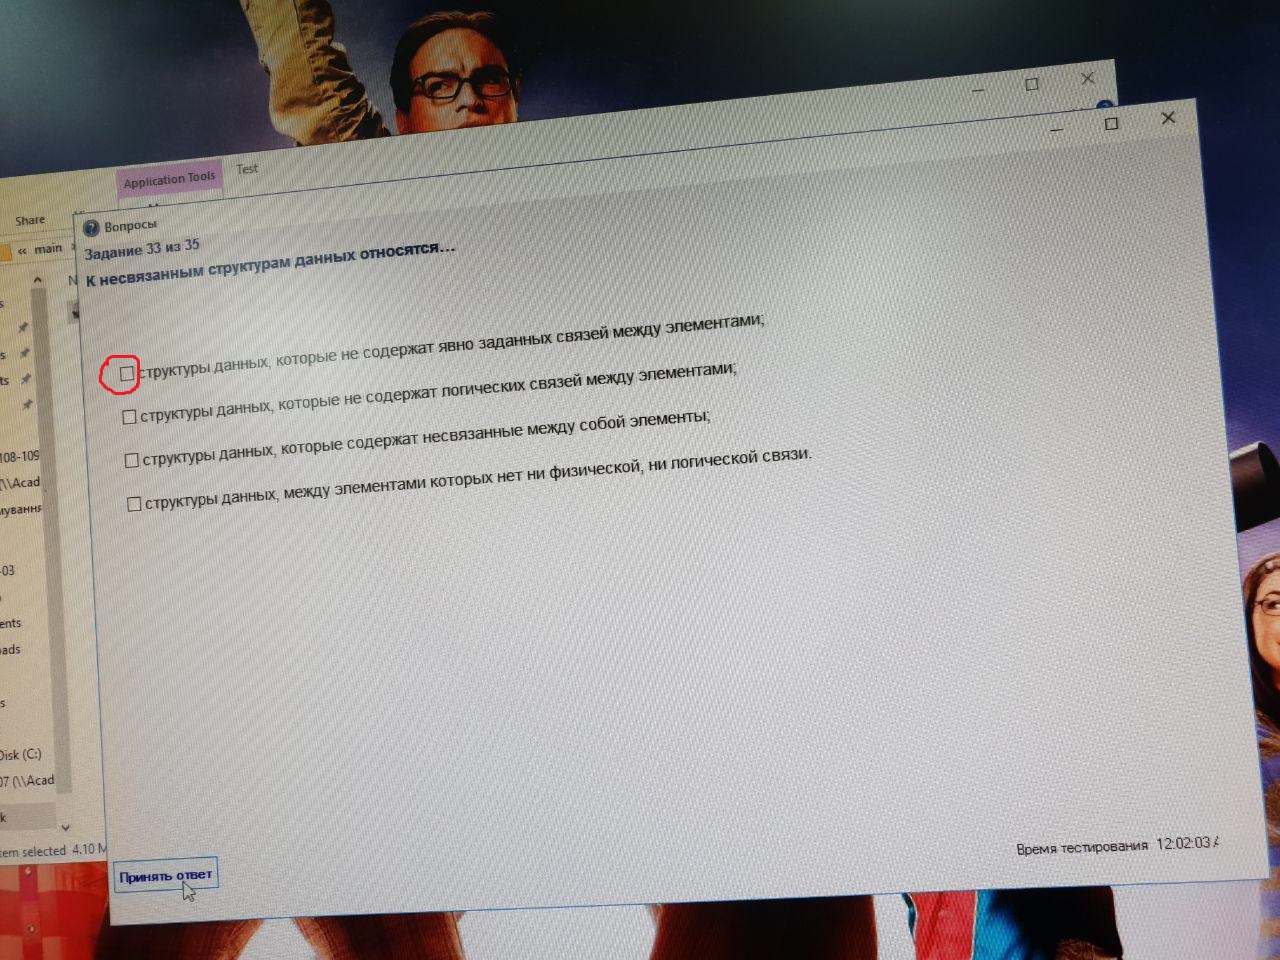 Application Tools
Test
Share
« main
Вопросы
Задание 33 из 35
К несвязанным структурам данных относятся...
структуры данных, которые не содержат явно заданных связей между элементами;
структуры данных, которые не содержат логических связей между элементами;
структуры данных, которые содержат несвязанные между собой элементы;
структуры данных, между элементами которых нет ни физической, ни логической связи.
N
s
s
ts
108-109
(\\Acad
мування
-03
ents
oads
s
Disk (C:)
07 (\\Acad
k
tem selected 4.10 M
Принять ответ
Время тестирования 12:02:03